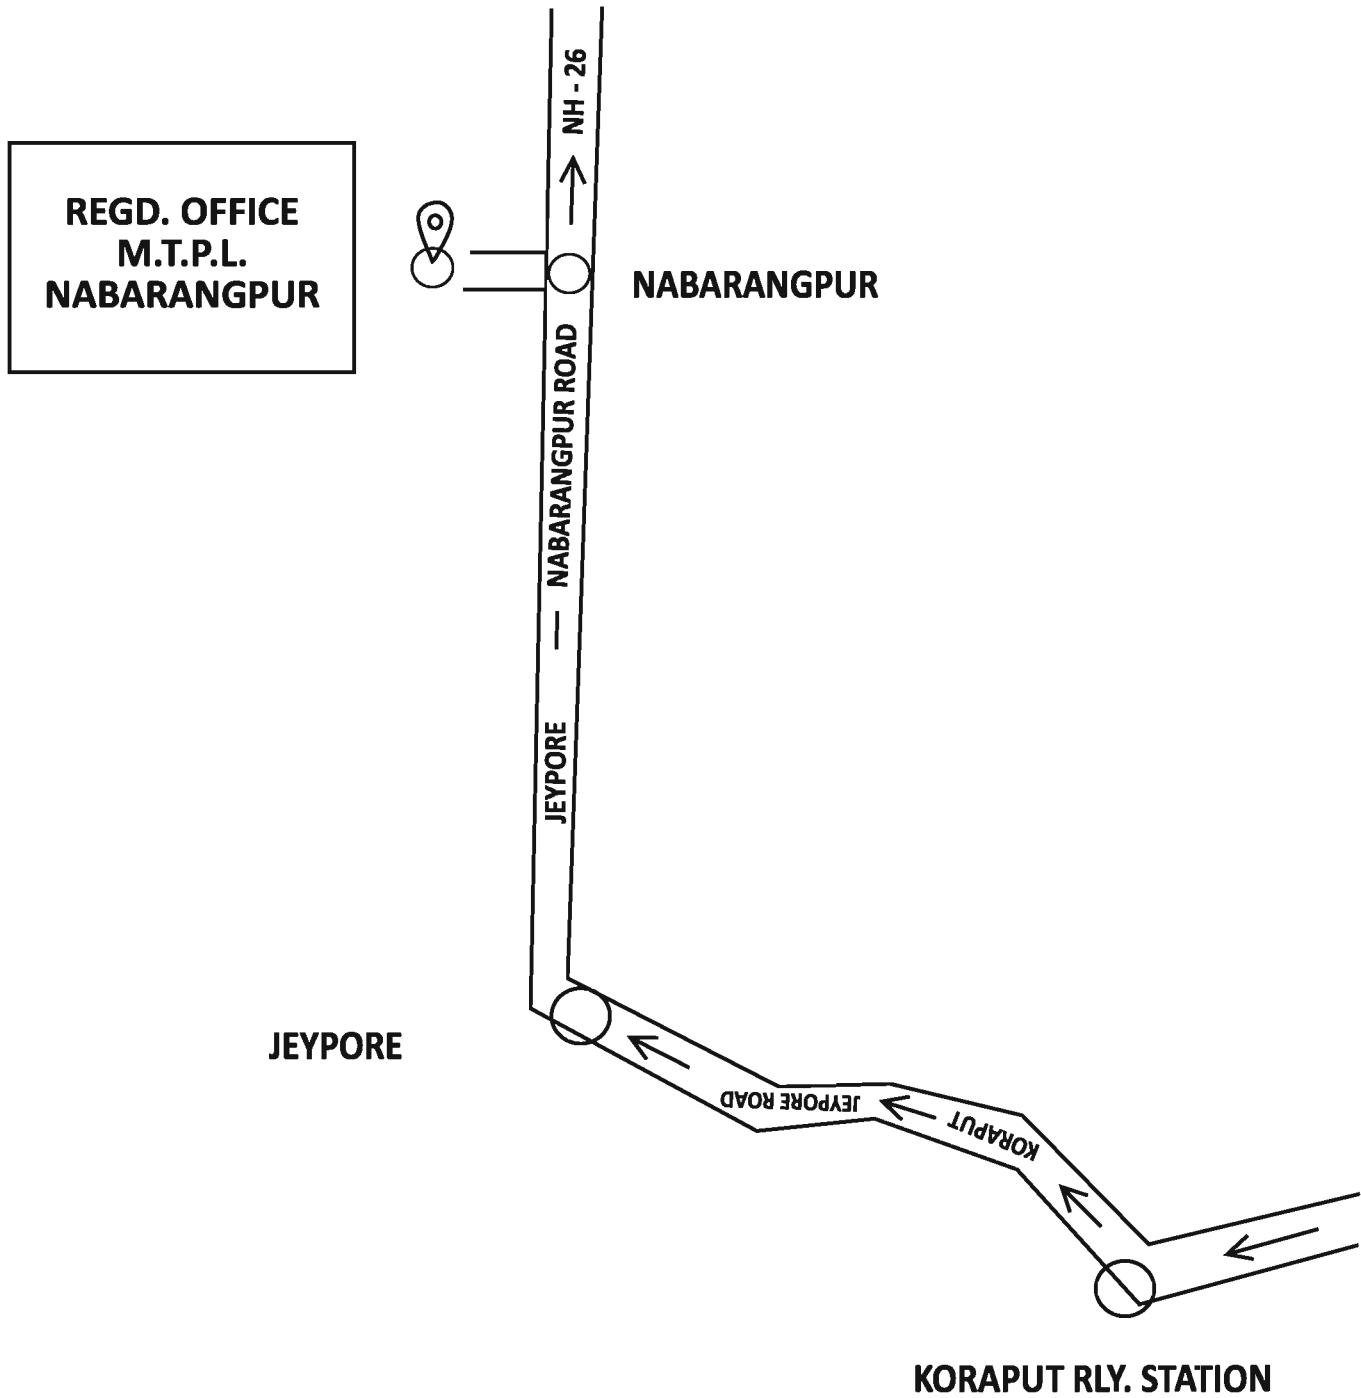 NH - 26
REGD. OFFICE
M.T.P.L.
NABARANGPUR
NABARANGPUR
JEYPORE — NABARANGPUR ROAD
JEYPORE
KORAPUT
JEYPORE ROAD
KORAPUT RLY. STATION